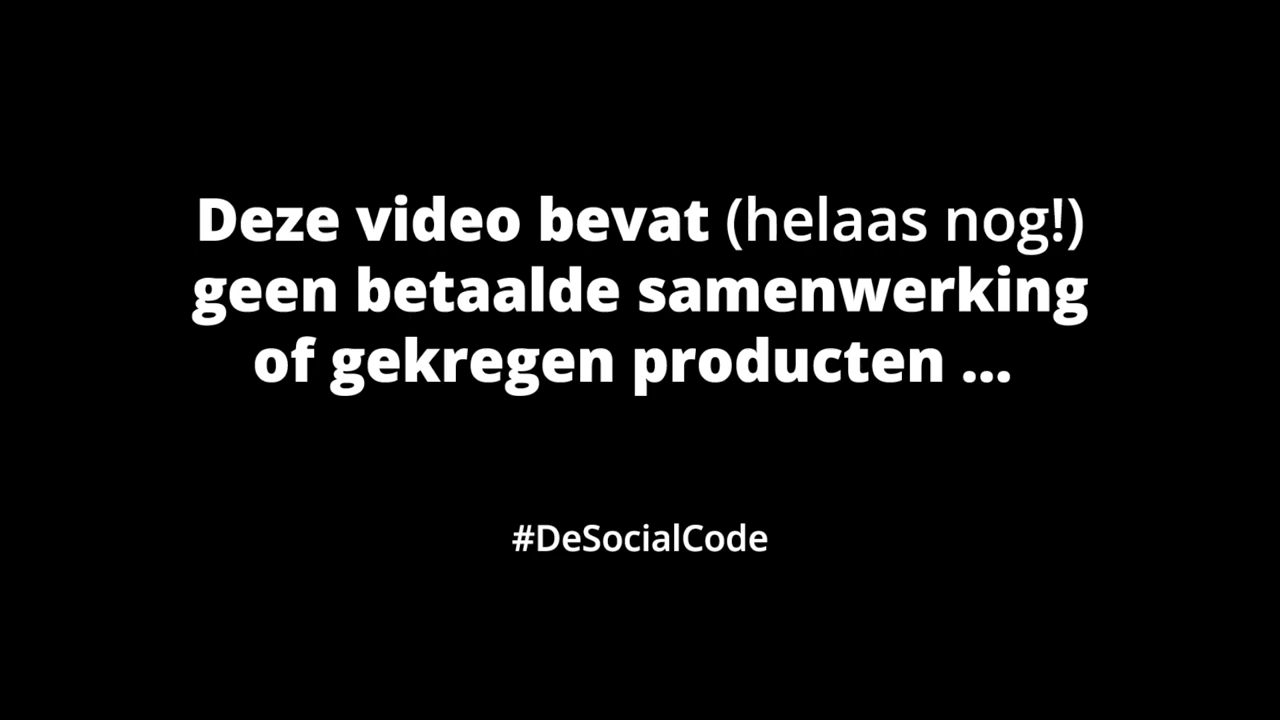 Deze video bevat (helaas nog!)
geen betaalde samenwerking
of gekregen producten ...
#DeSocialCode